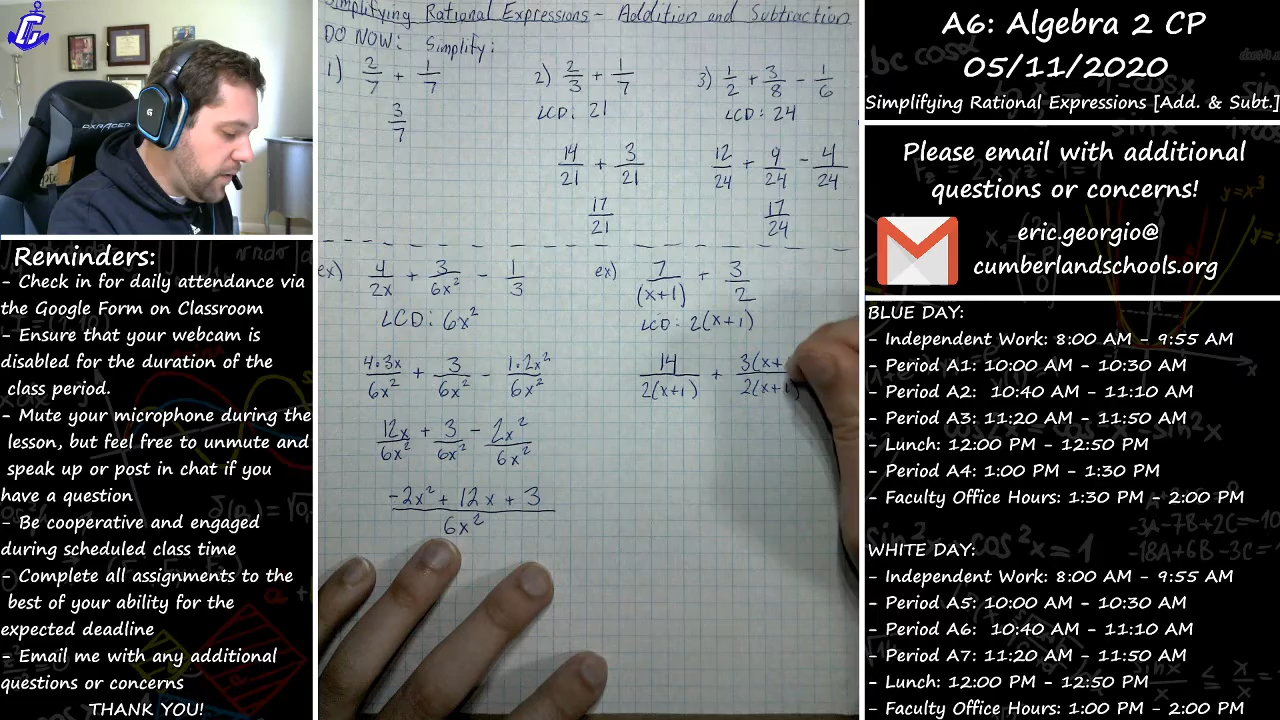 Simplifying Rational Expressions - Addition and Subtraction
DO NOW: Simplify:
1) 2/7 + 1/7
3/7
2) 2/3 + 1/7
LCD: 21
14/21 + 3/21
17/21
3) 1/2 + 3/8 - 1/6
LCD: 24
12/24 + 9/24 - 4/24
17/24
ex) 4/2x + 3/6x² - 1/3
LCD: 6x²
4·3x/6x² + 3/6x² - 1·2x²/6x²
12x/6x² + 3/6x² - 2x²/6x²
-2x² + 12x + 3/6x²
ex) 7/(x+1) + 3/2
LCD: 2(x+1)
14/2(x+1) + 3(x+/2(x+1)
DXRACER
G
C
A6: Algebra 2 CP
05/11/2020
Simplifying Rational Expressions [Add. & Subt.]
Please email with additional
questions or concerns!
eric.georgio@
cumberlandschools.org
Reminders:
- Check in for daily attendance via
the Google Form on Classroom
- Ensure that your webcam is
disabled for the duration of the
class period.
- Mute your microphone during the
lesson, but feel free to unmute and
speak up or post in chat if you
have a question
- Be cooperative and engaged
during scheduled class time
- Complete all assignments to the
best of your ability for the
expected deadline
- Email me with any additional
questions or concerns
THANK YOU!
BLUE DAY:
- Independent Work: 8:00 AM - 9:55 AM
- Period A1: 10:00 AM - 10:30 AM
- Period A2: 10:40 AM - 11:10 AM
- Period A3: 11:20 AM - 11:50 AM
- Lunch: 12:00 PM - 12:50 PM
- Period A4: 1:00 PM - 1:30 PM
- Faculty Office Hours: 1:30 PM - 2:00 PM
WHITE DAY:
- Independent Work: 8:00 AM - 9:55 AM
- Period A5: 10:00 AM - 10:30 AM
- Period A6: 10:40 AM - 11:10 AM
- Period A7: 11:20 AM - 11:50 AM
- Lunch: 12:00 PM - 12:50 PM
- Faculty Office Hours: 1:00 PM - 2:00 PM